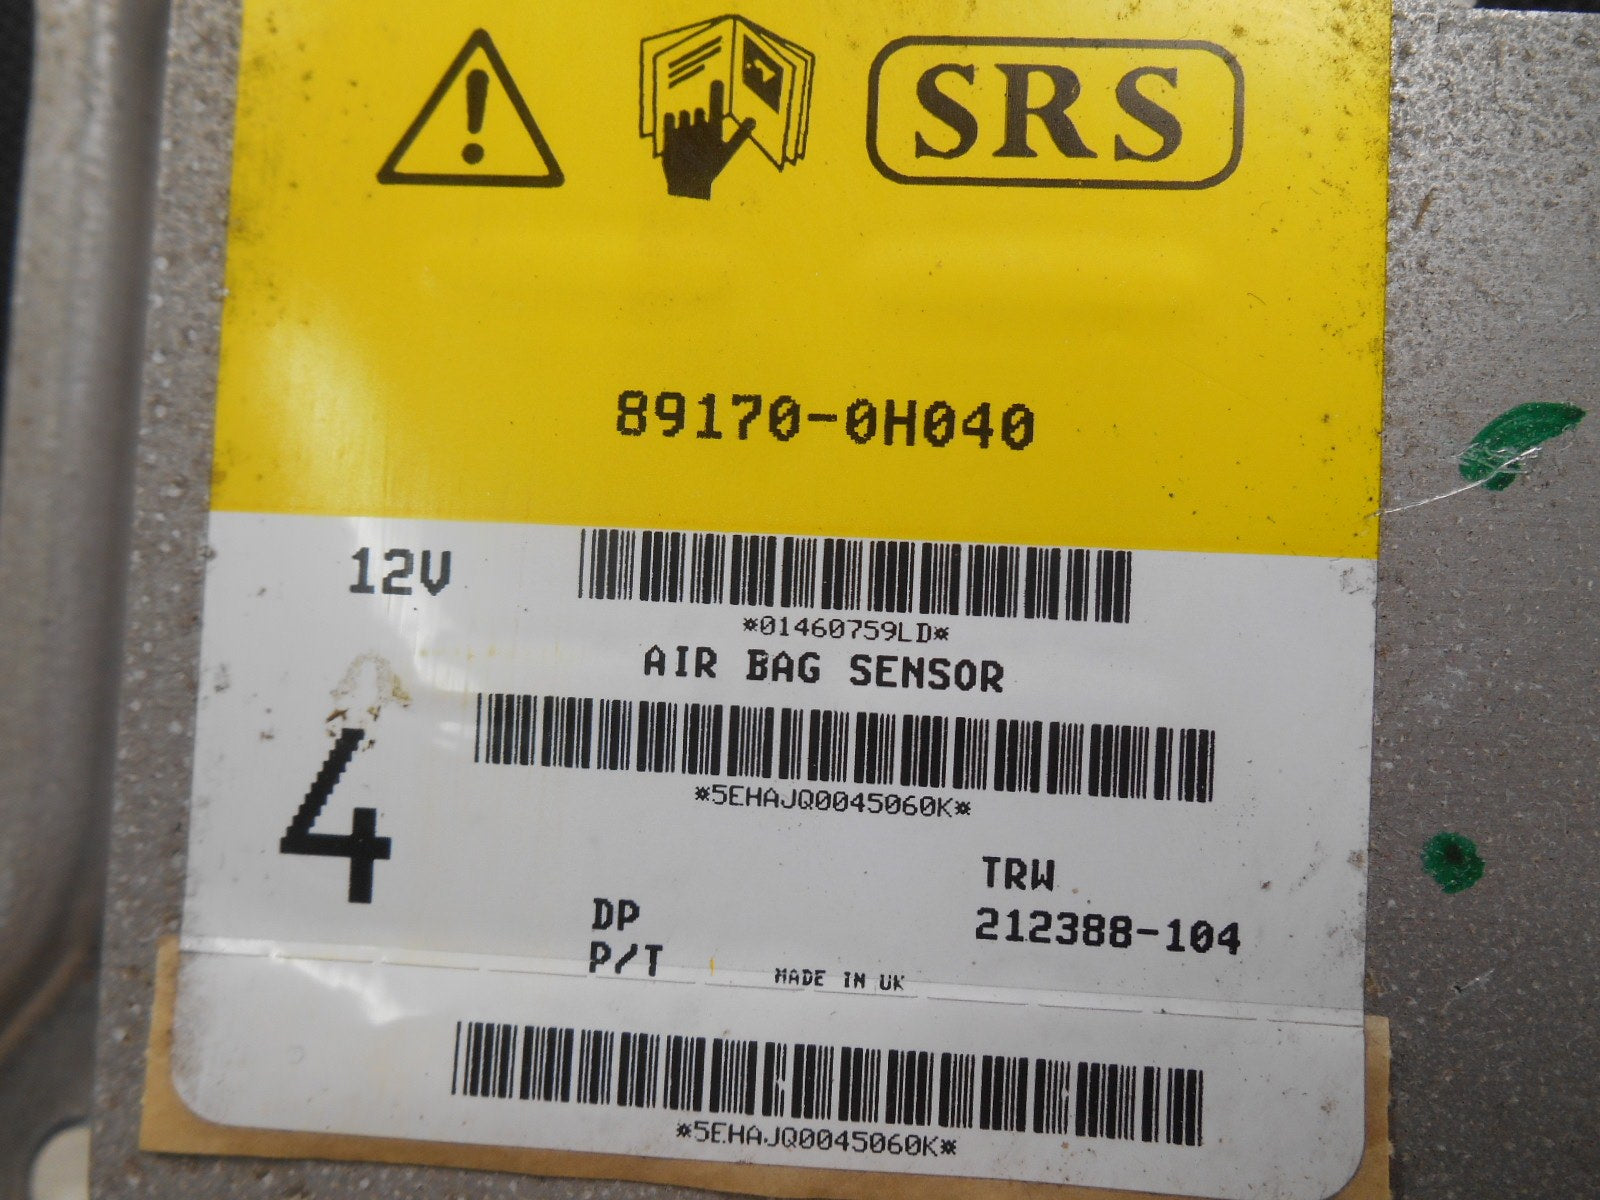 SRS
89170-0H040
12V
*01460759LD*
AIR BAG SENSOR
*5EHAJQ0045060K*
4
TRW
DP
212388-104
P/T
MADE IN UK
*5EHAJQ0045060K*